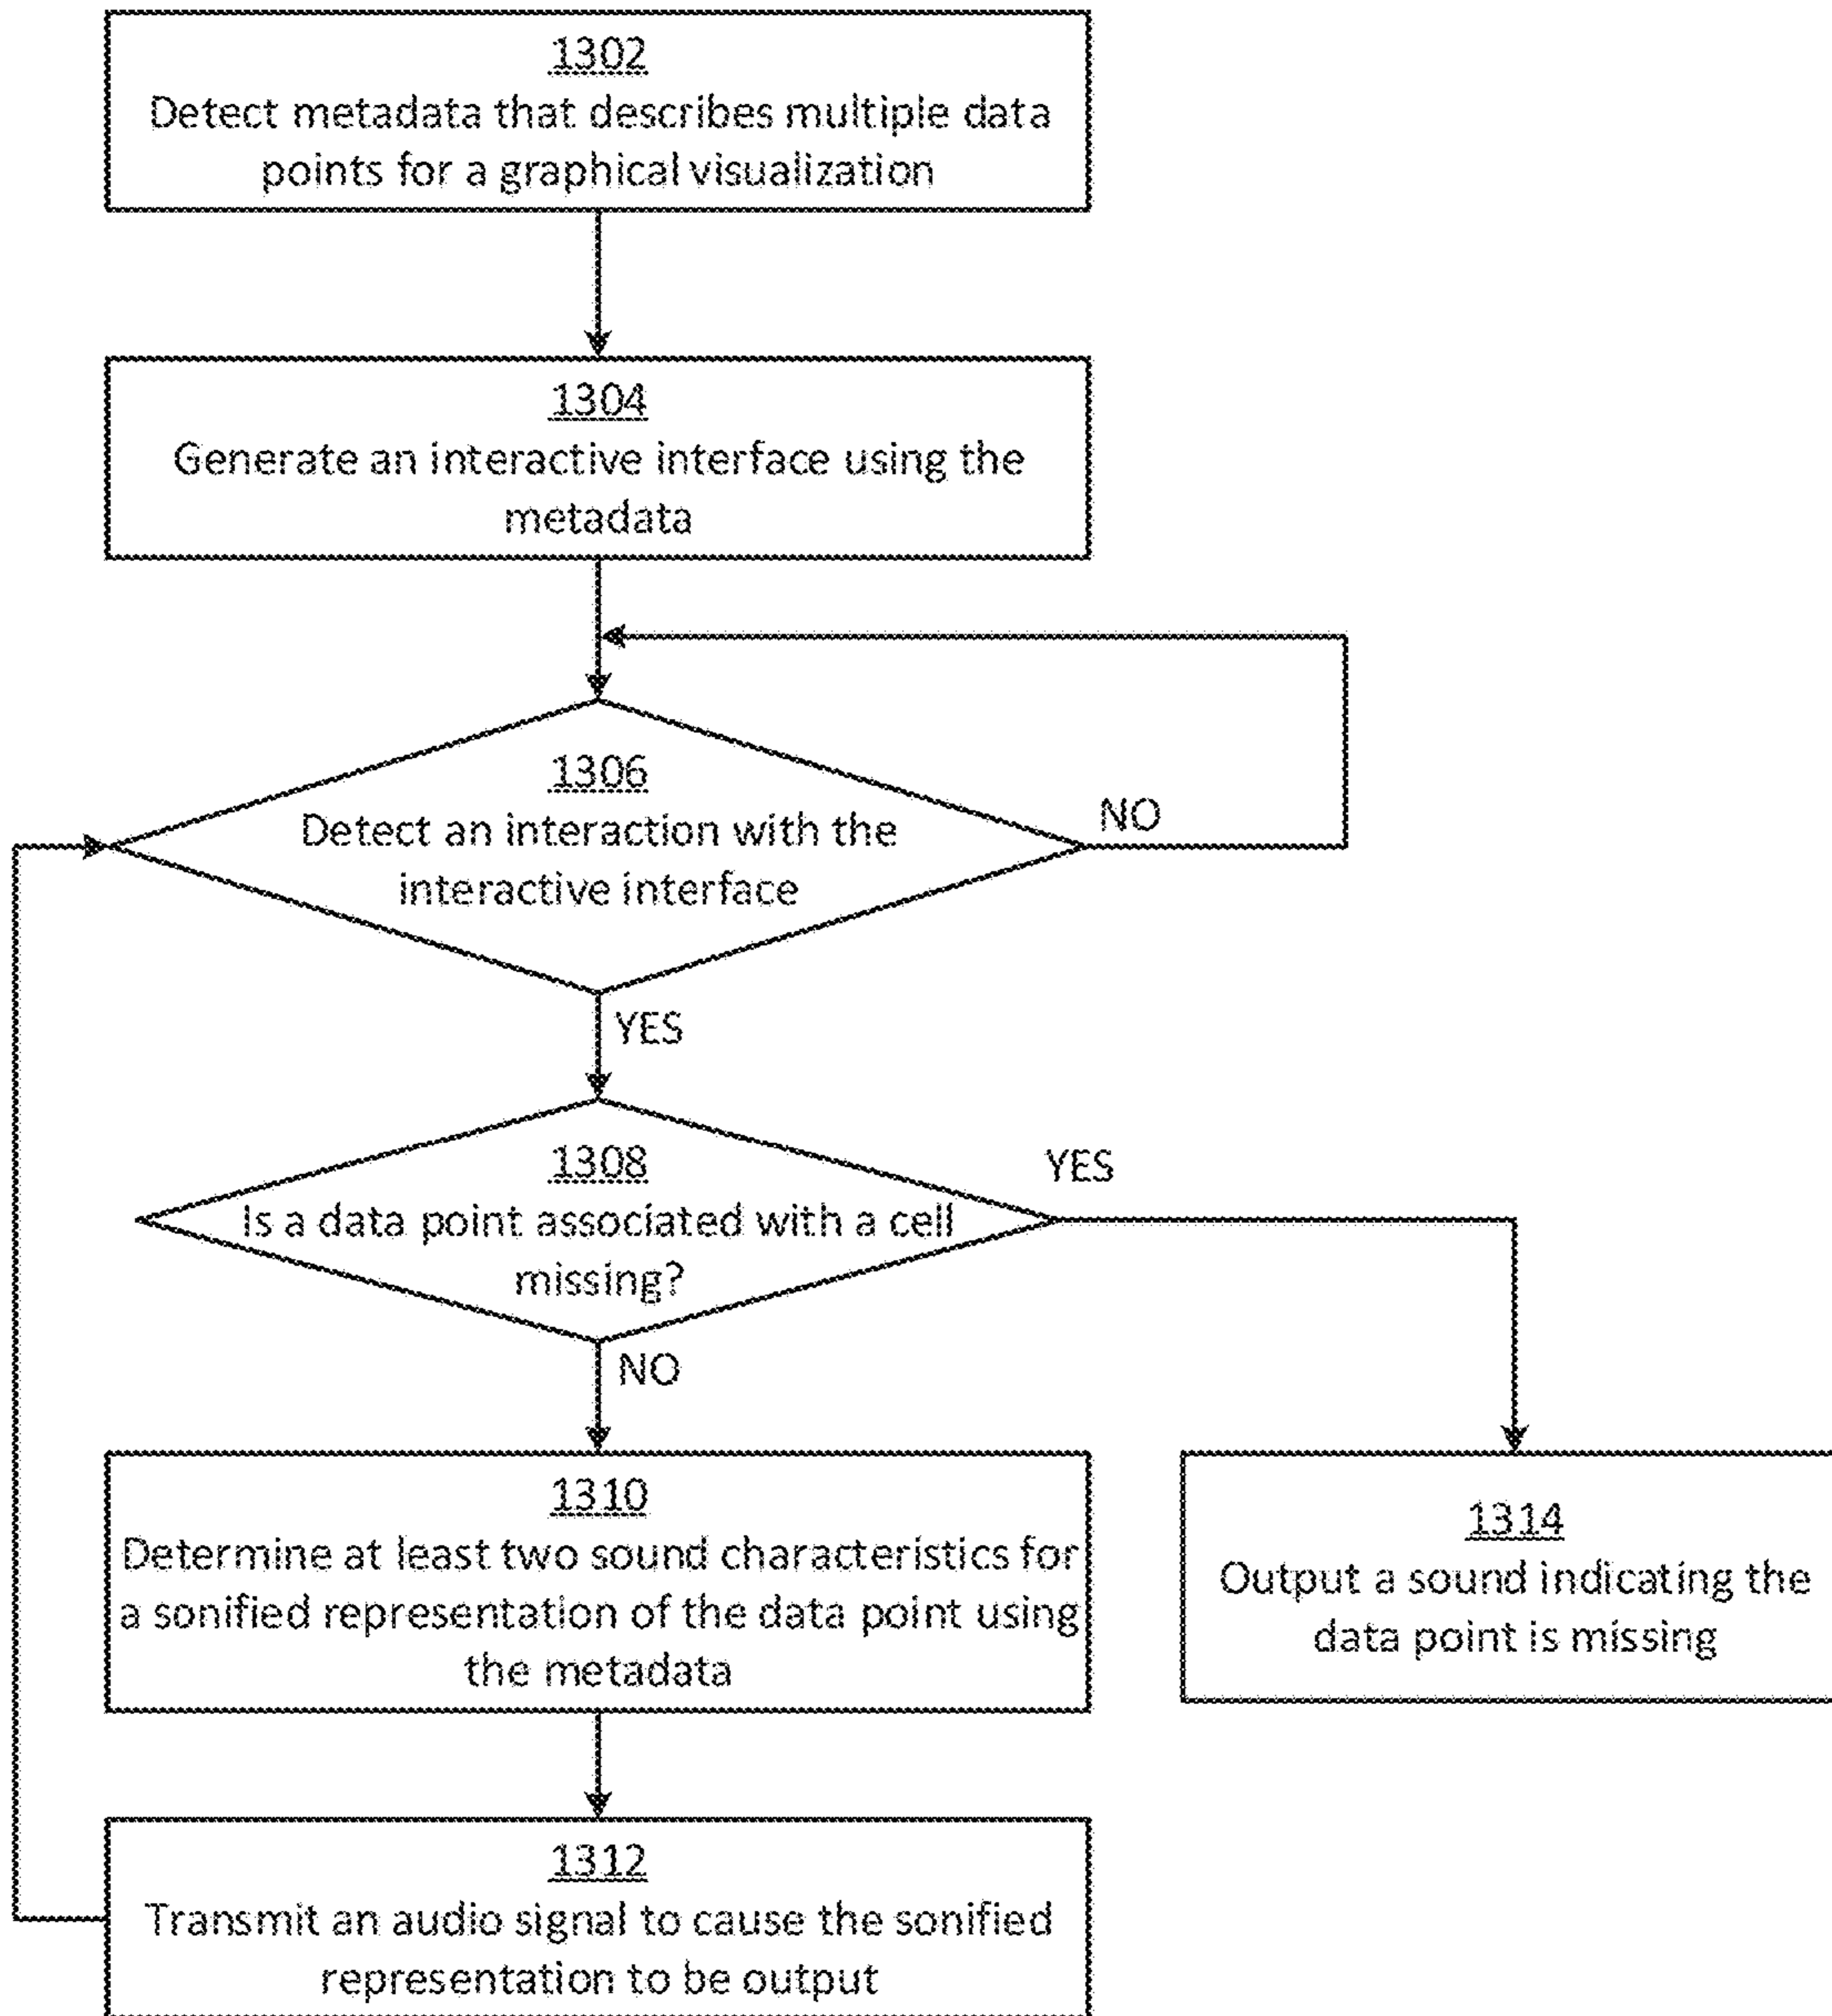 1302
Detect metadata that describes multiple data
points for a graphical visualization
1304
Generate an interactive interface using the
metadata
1306
Detect an interaction with the
interactive interface
NO
YES
1308
Is a data point associated with a cell
missing?
YES
NO
1310
Determine at least two sound characteristics for
a sonified representation of the data point using
the metadata
1314
Output a sound indicating the
data point is missing
1312
Transmit an audio signal to cause the sonified
representation to be output